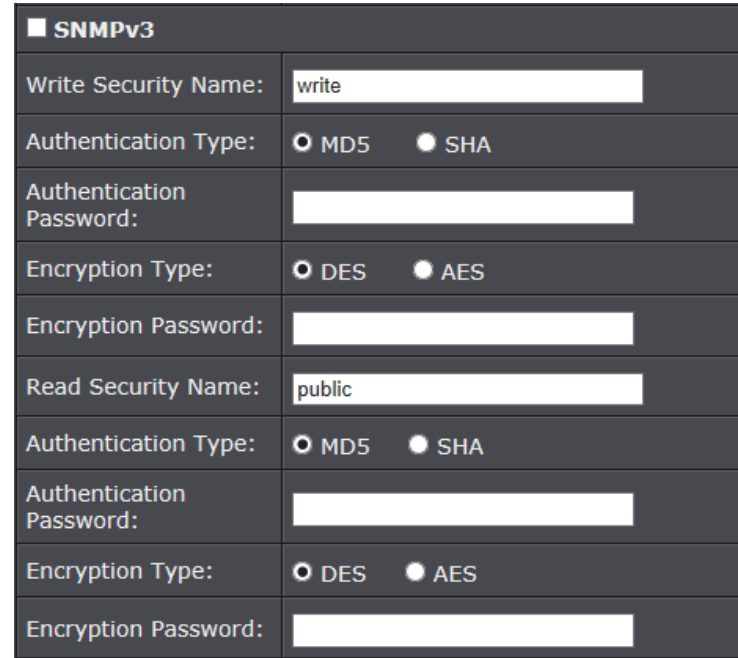 SNMPv3
Write Security Name: write
Authentication Type: MD5 SHA
Authentication
Password:
Encryption Type: DES AES
Encryption Password:
Read Security Name: public
Authentication Type: MD5 SHA
Authentication
Password:
Encryption Type: DES AES
Encryption Password: